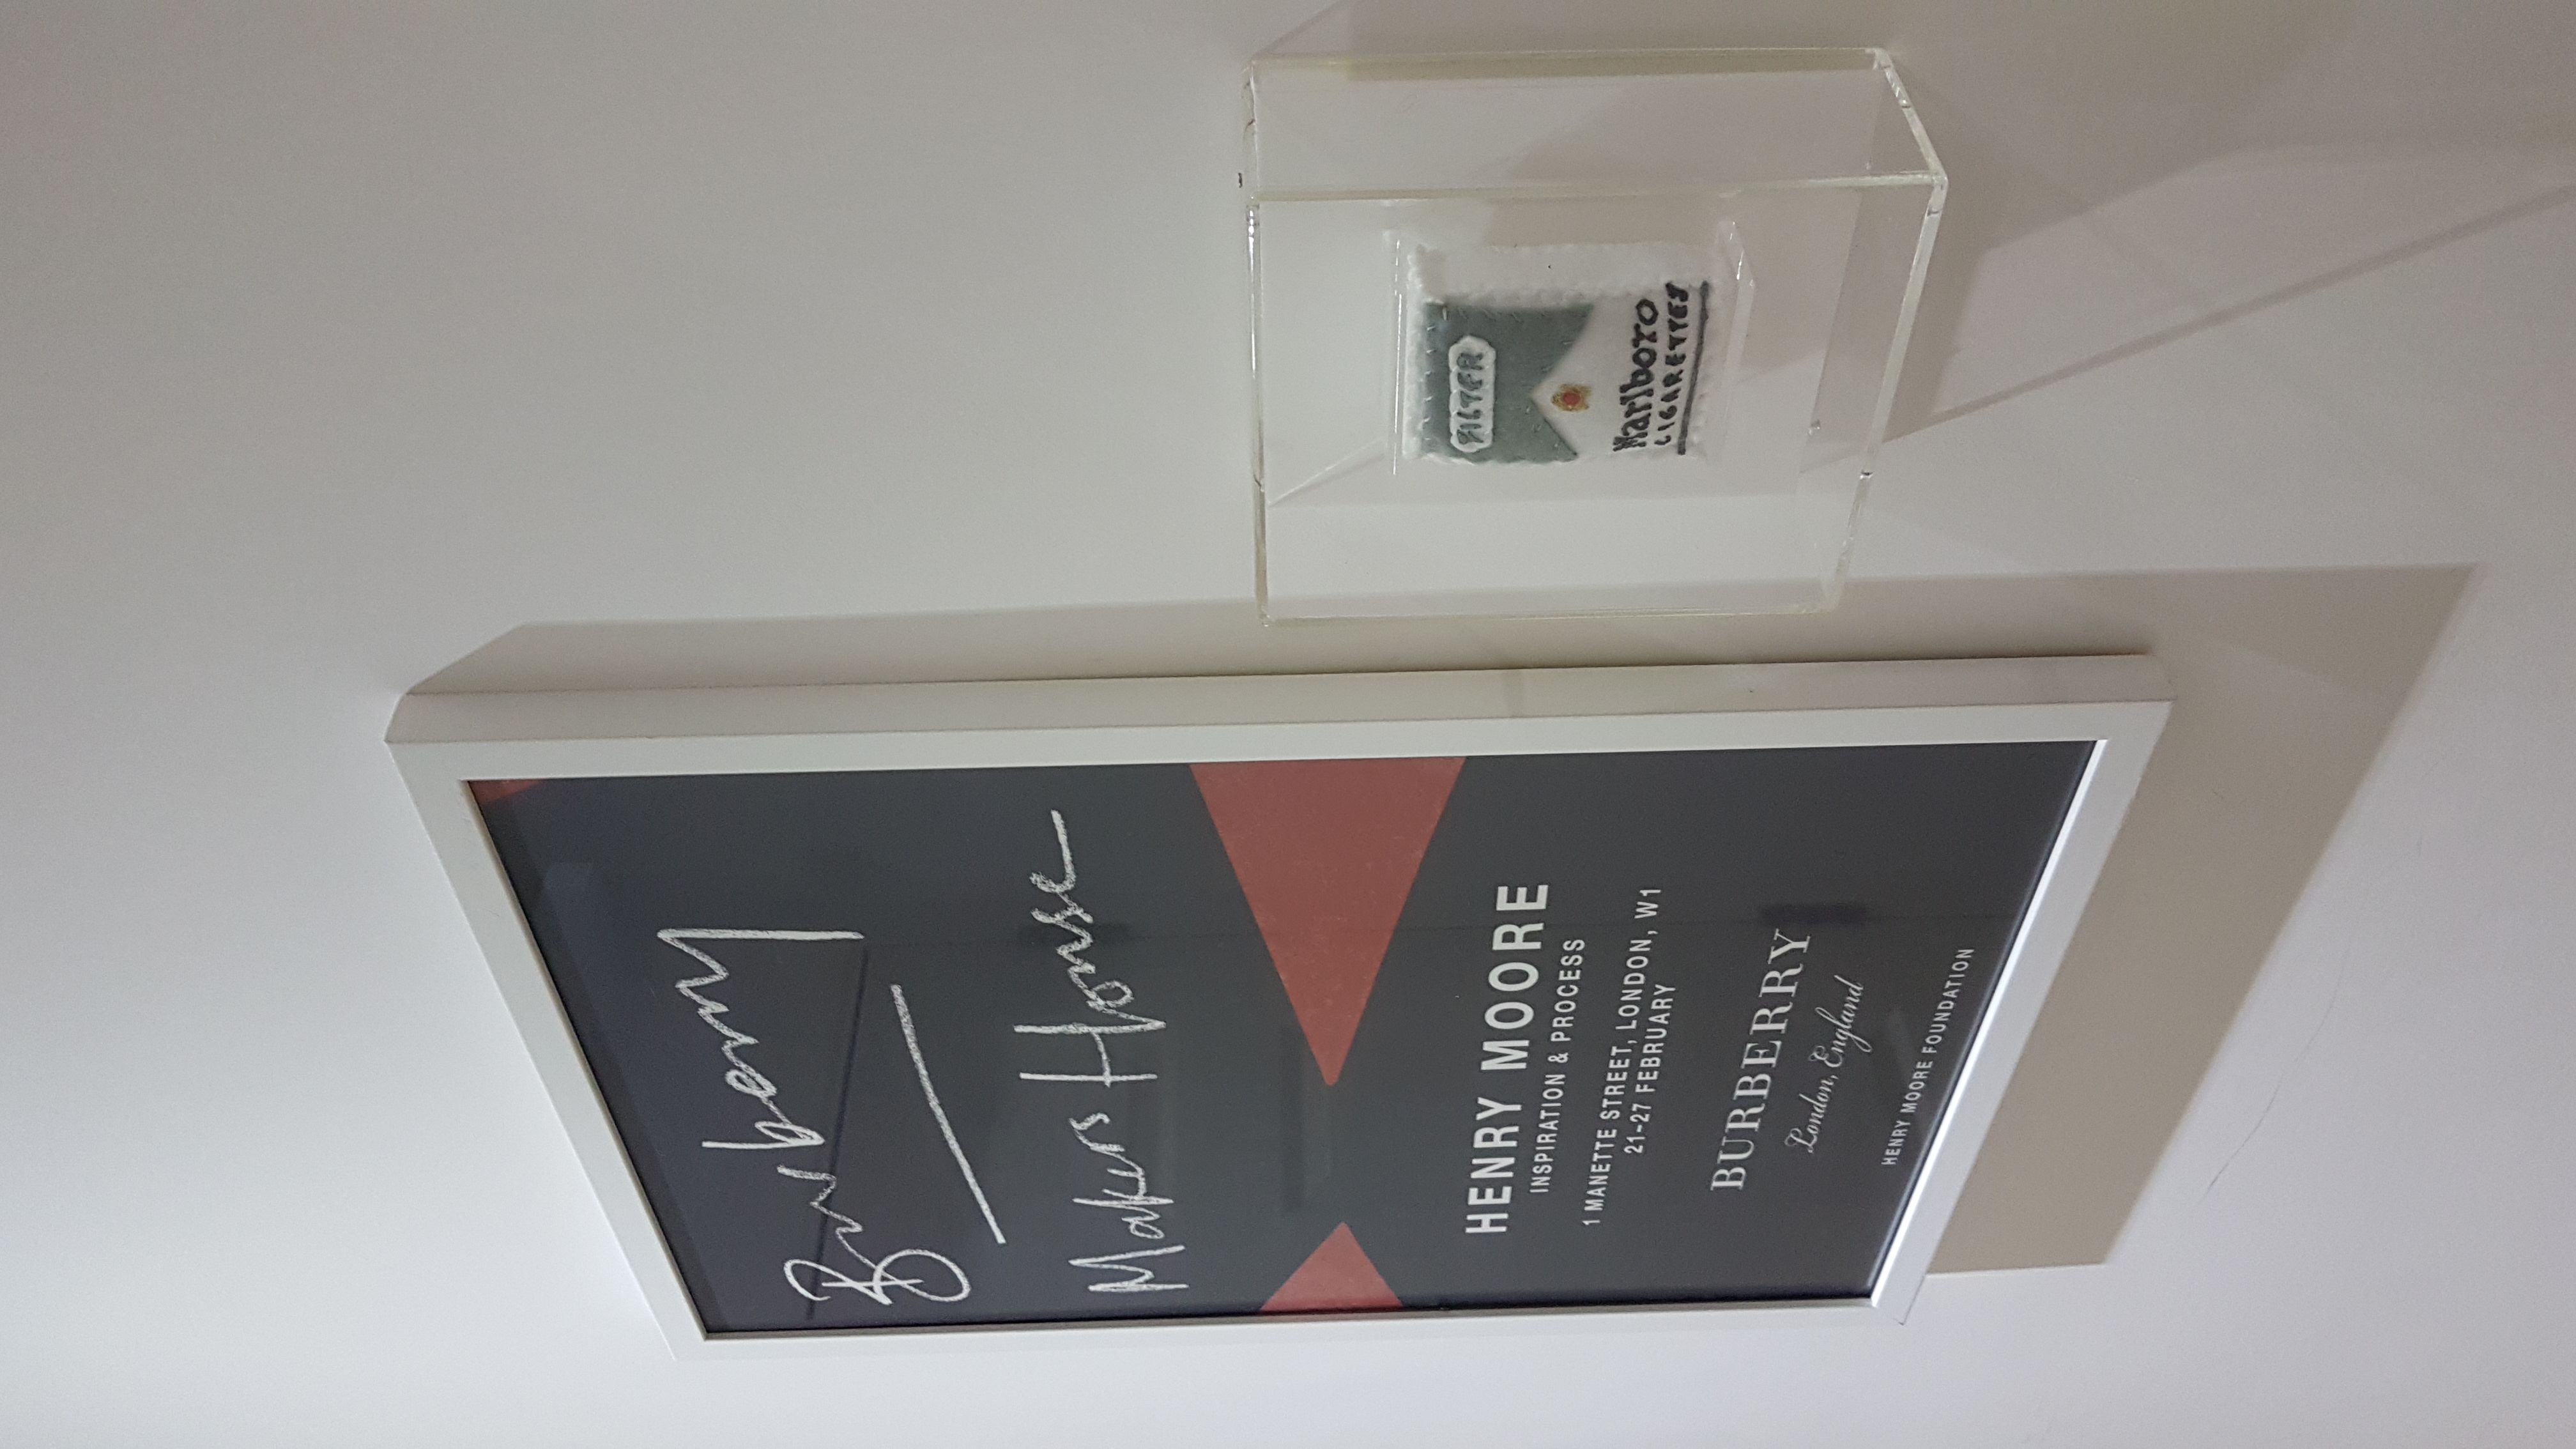 Burberry
Makers House
HENRY MOORE
INSPIRATION & PROCESS
1 MANETTE STREET, LONDON, W1
21-27 FEBRUARY
BURBERRY
London, England
HENRY MOORE FOUNDATION
FILTER
Marlboro
CIGARETTES